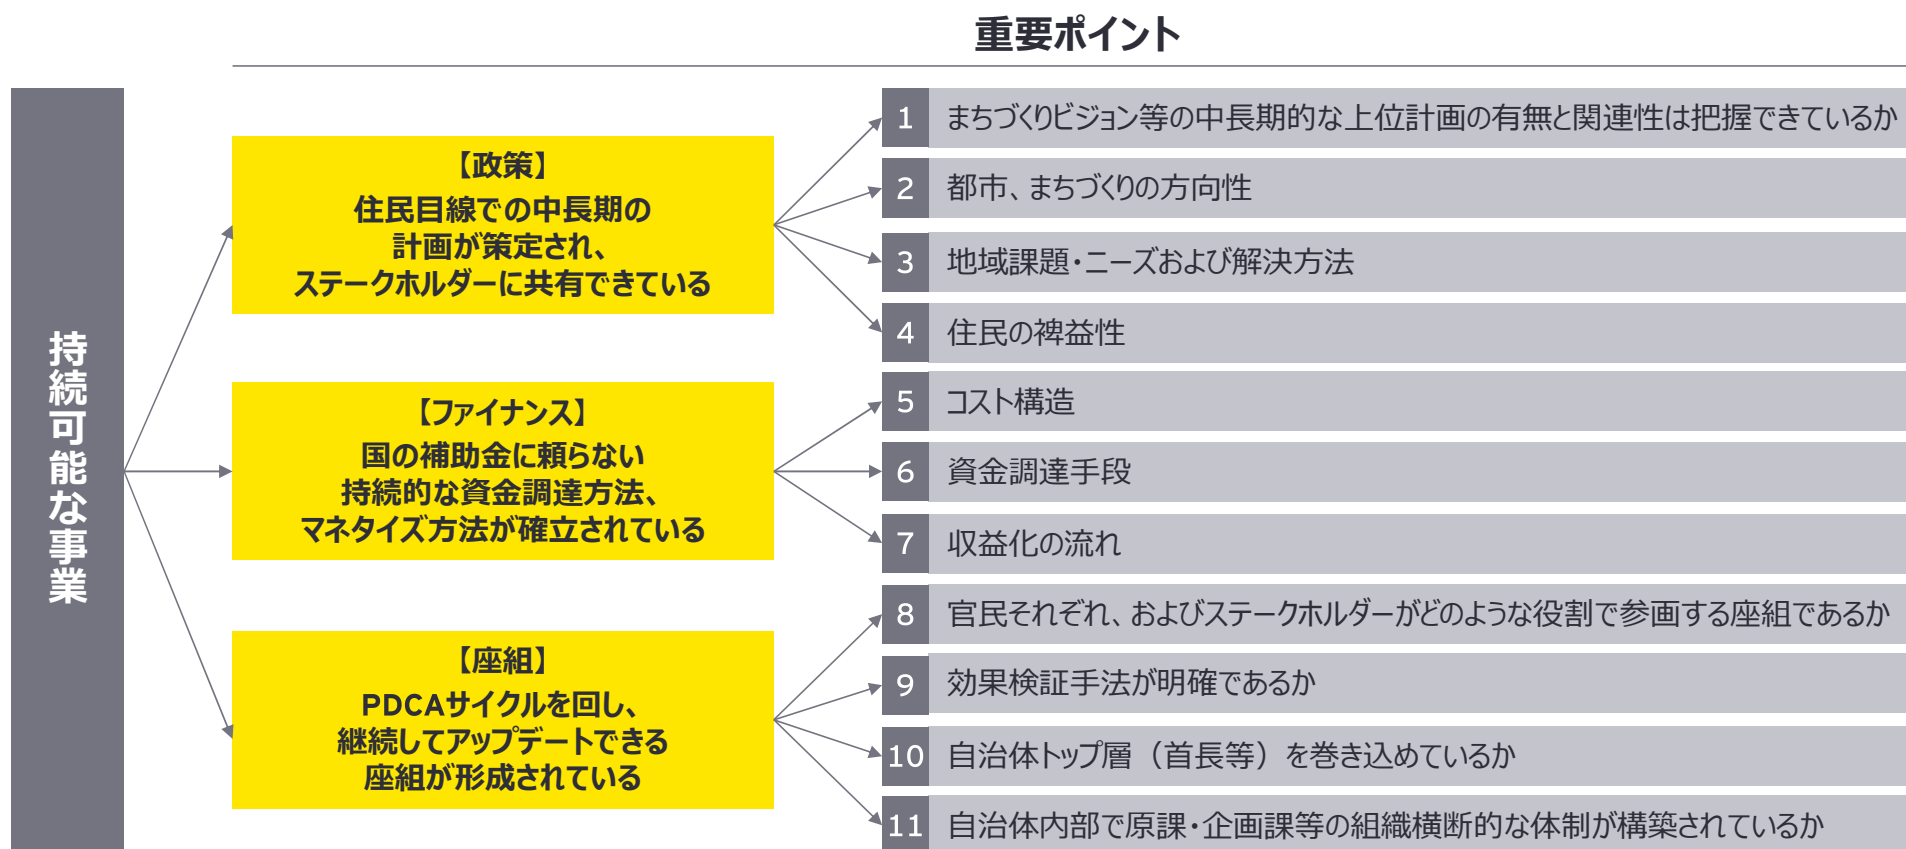 重要ポイント
持続可能な事業
【政策】
住民目線での中長期の
計画が策定され、
ステークホルダーに共有できている
1 まちづくりビジョン等の中長期的な上位計画の有無と関連性は把握できているか
2 都市、まちづくりの方向性
3 地域課題・ニーズおよび解決方法
4 住民の裨益性
【ファイナンス】
国の補助金に頼らない
持続的な資金調達方法、
マネタイズ方法が確立されている
5 コスト構造
6 資金調達手段
7 収益化の流れ
【座組】
PDCAサイクルを回し、
継続してアップデートできる
座組が形成されている
8 官民それぞれ、およびステークホルダーがどのような役割で参画する座組であるか
9 効果検証手法が明確であるか
10 自治体トップ層（首長等）を巻き込めているか
11 自治体内部で原課・企画課等の組織横断的な体制が構築されているか